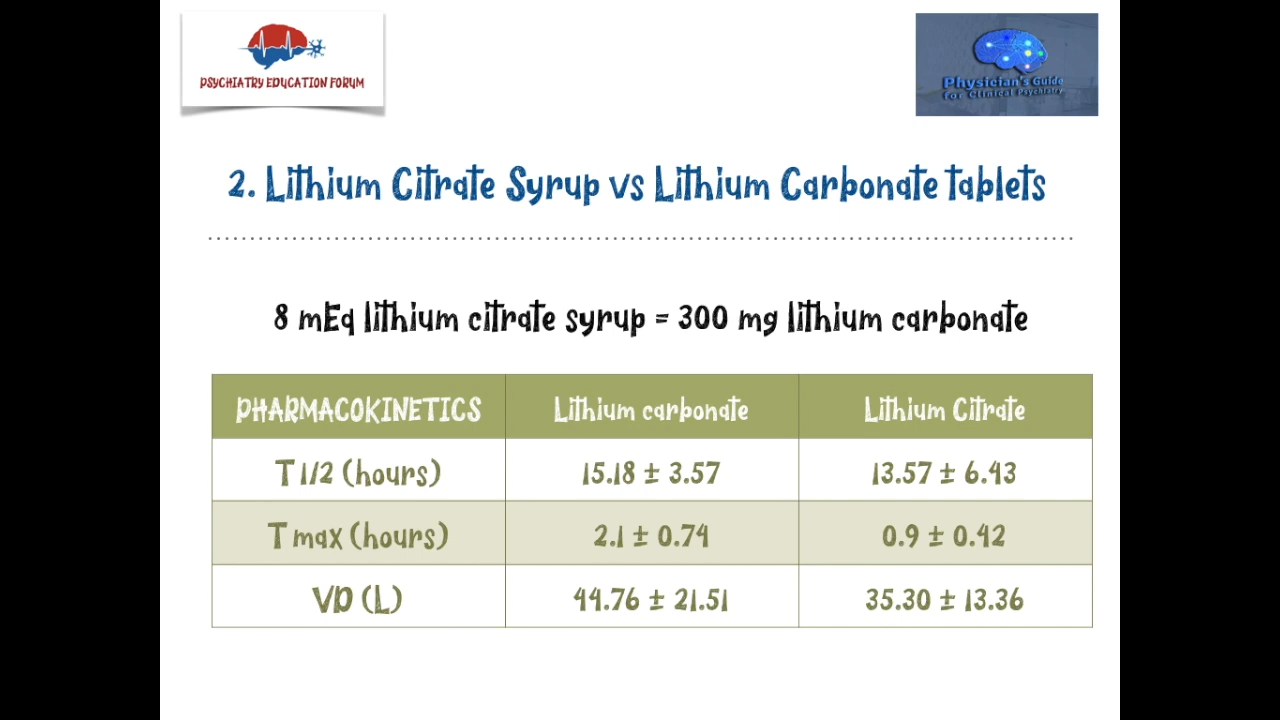 PSYCHIATRY EDUCATION FORUM
Physician's Guide
For Clinical Psychiatry
2. Lithium Citrate Syrup vs Lithium Carbonate tablets
8 mEq lithium citrate syrup = 300 mg lithium carbonate
PHARMACOKINETICS Lithium carbonate Lithium Citrate
T 1/2 (hours) 15.18 ± 3.57 13.57 ± 6.43
T max (hours) 2.1 ± 0.74 0.9 ± 0.42
VD (L) 44.76 ± 21.51 35.30 ± 13.36